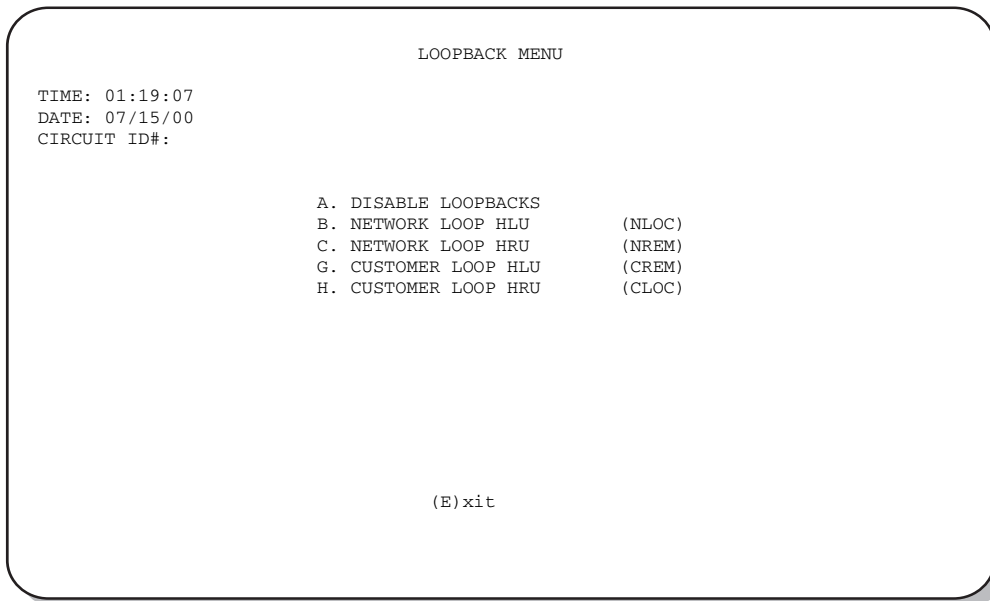 LOOPBACK MENU
TIME: 01:19:07
DATE: 07/15/00
CIRCUIT ID#:
A. DISABLE LOOPBACKS
B. NETWORK LOOP HLU (NLOC)
C. NETWORK LOOP HRU (NREM)
G. CUSTOMER LOOP HLU (CREM)
H. CUSTOMER LOOP HRU (CLOC)
(E)xit